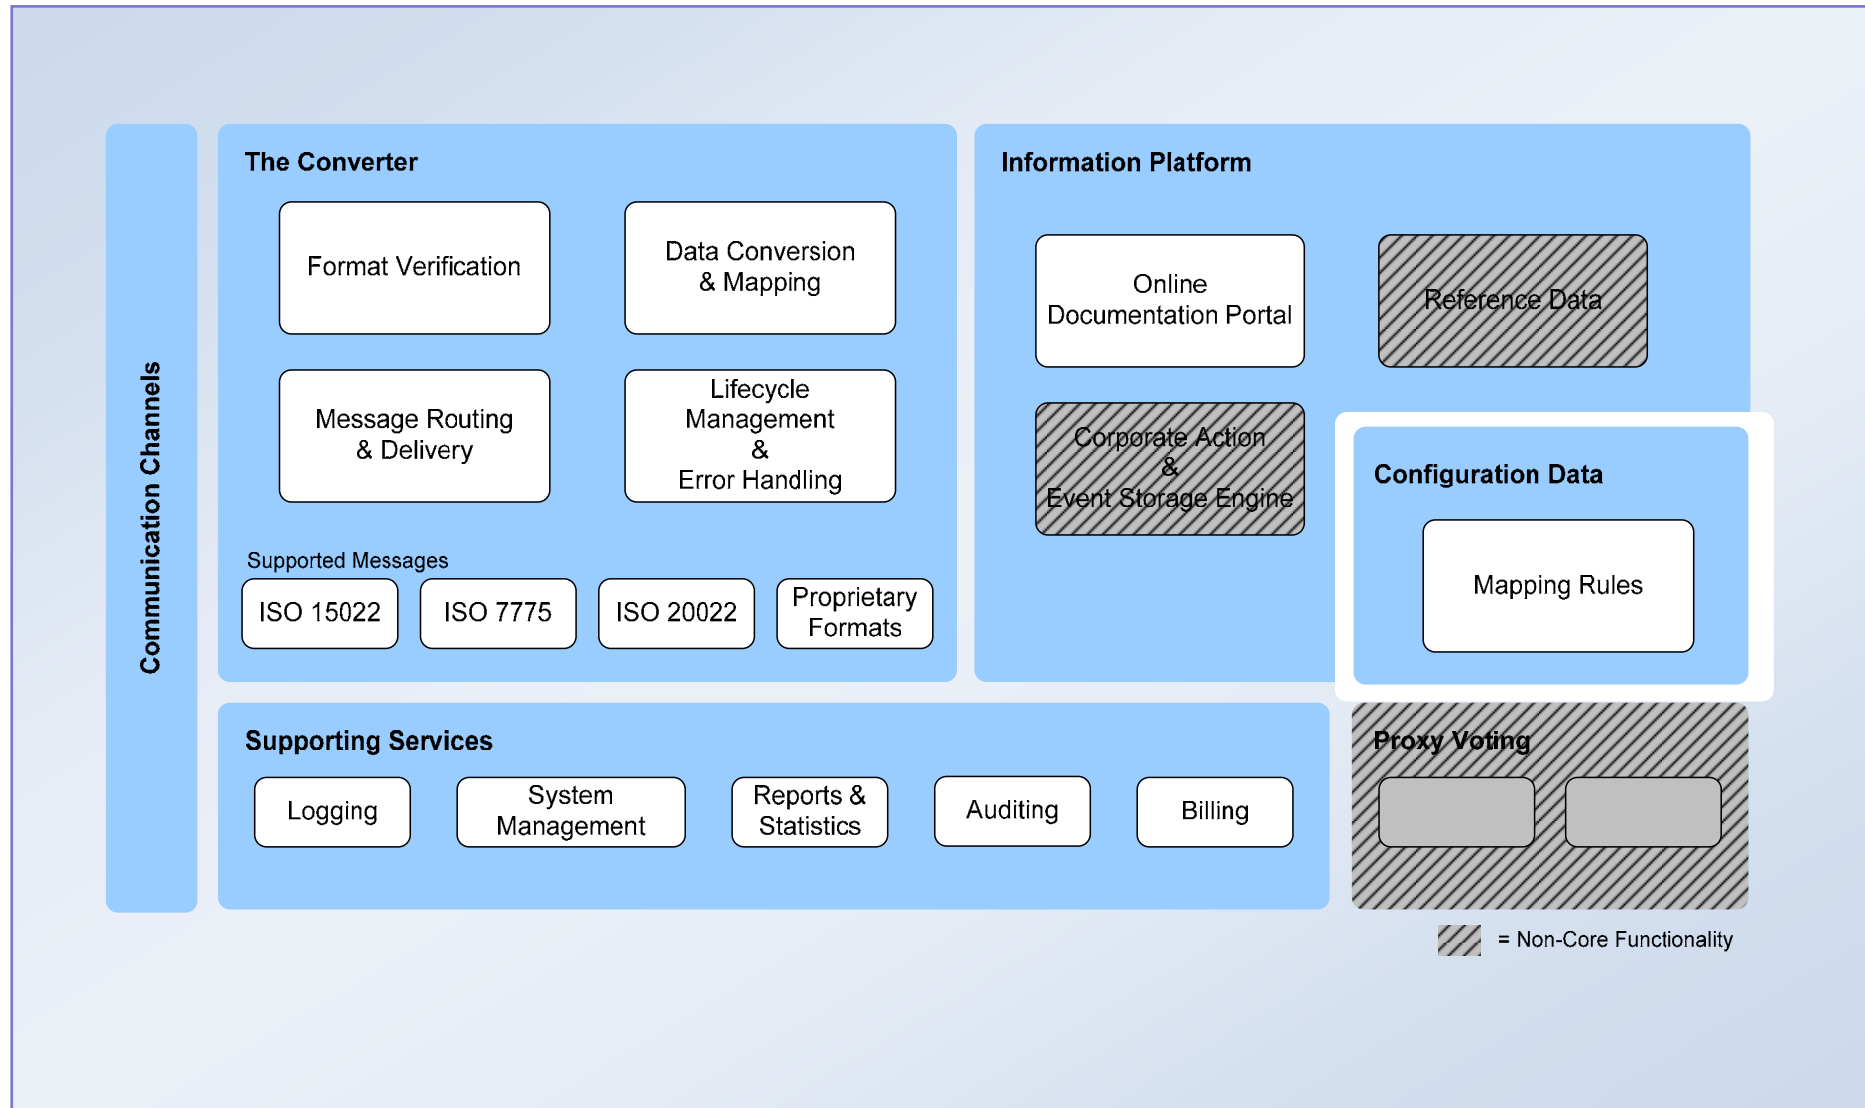 Communication Channels
The Converter
Format Verification
Data Conversion
& Mapping
Message Routing
& Delivery
Lifecycle
Management
&
Error Handling
Supported Messages
ISO 15022
ISO 7775
ISO 20022
Proprietary
Formats
Information Platform
Online
Documentation Portal
Reference Data
Corporate Action
&
Event Storage Engine
Configuration Data
Mapping Rules
Supporting Services
Logging
System
Management
Reports &
Statistics
Auditing
Billing
Proxy Voting
= Non-Core Functionality